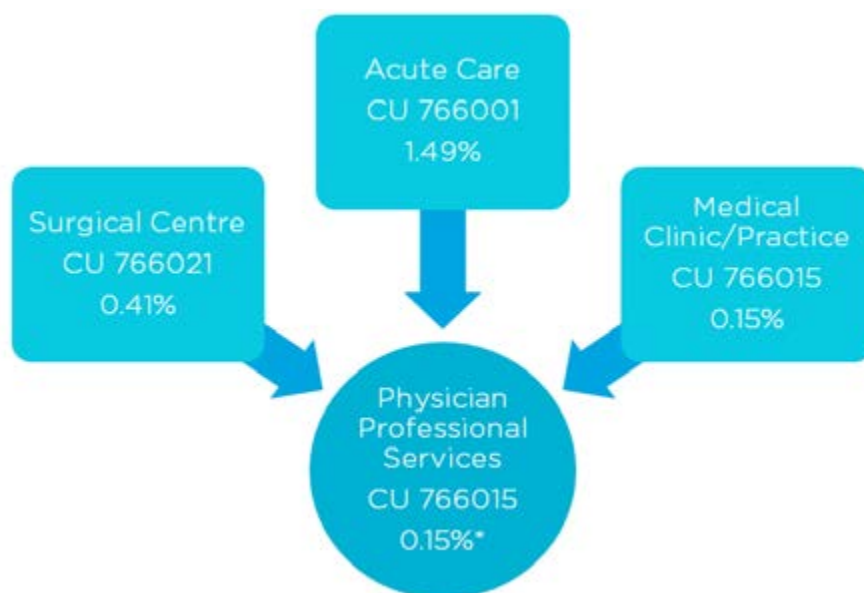 Acute Care
CU 766001
1.49%
Surgical Centre
CU 766021
0.41%
Medical
Clinic/Practice
CU 766015
0.15%
Physician
Professional
Services
CU 766015
0.15%*